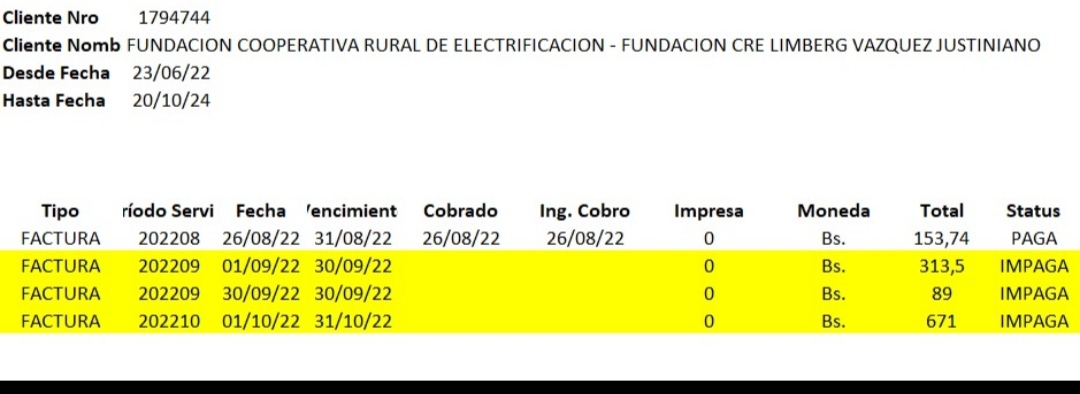 Cliente Nro 1794744
Cliente Nomb FUNDACION COOPERATIVA RURAL DE ELECTRIFICACION - FUNDACION CRE LIMBERG VAZQUEZ JUSTINIANO
Desde Fecha 23/06/22
Hasta Fecha 20/10/24
Tipo ríodo Servi Fecha /encimient Cobrado Ing. Cobro Impresa Moneda Total Status
FACTURA 202208 26/08/22 31/08/22 26/08/22 26/08/22 0 Bs. 153,74 PAGA
FACTURA 202209 01/09/22 30/09/22 0 Bs. 313,5 IMPAGA
FACTURA 202209 30/09/22 30/09/22 0 Bs. 89 IMPAGA
FACTURA 202210 01/10/22 31/10/22 0 Bs. 671 IMPAGA